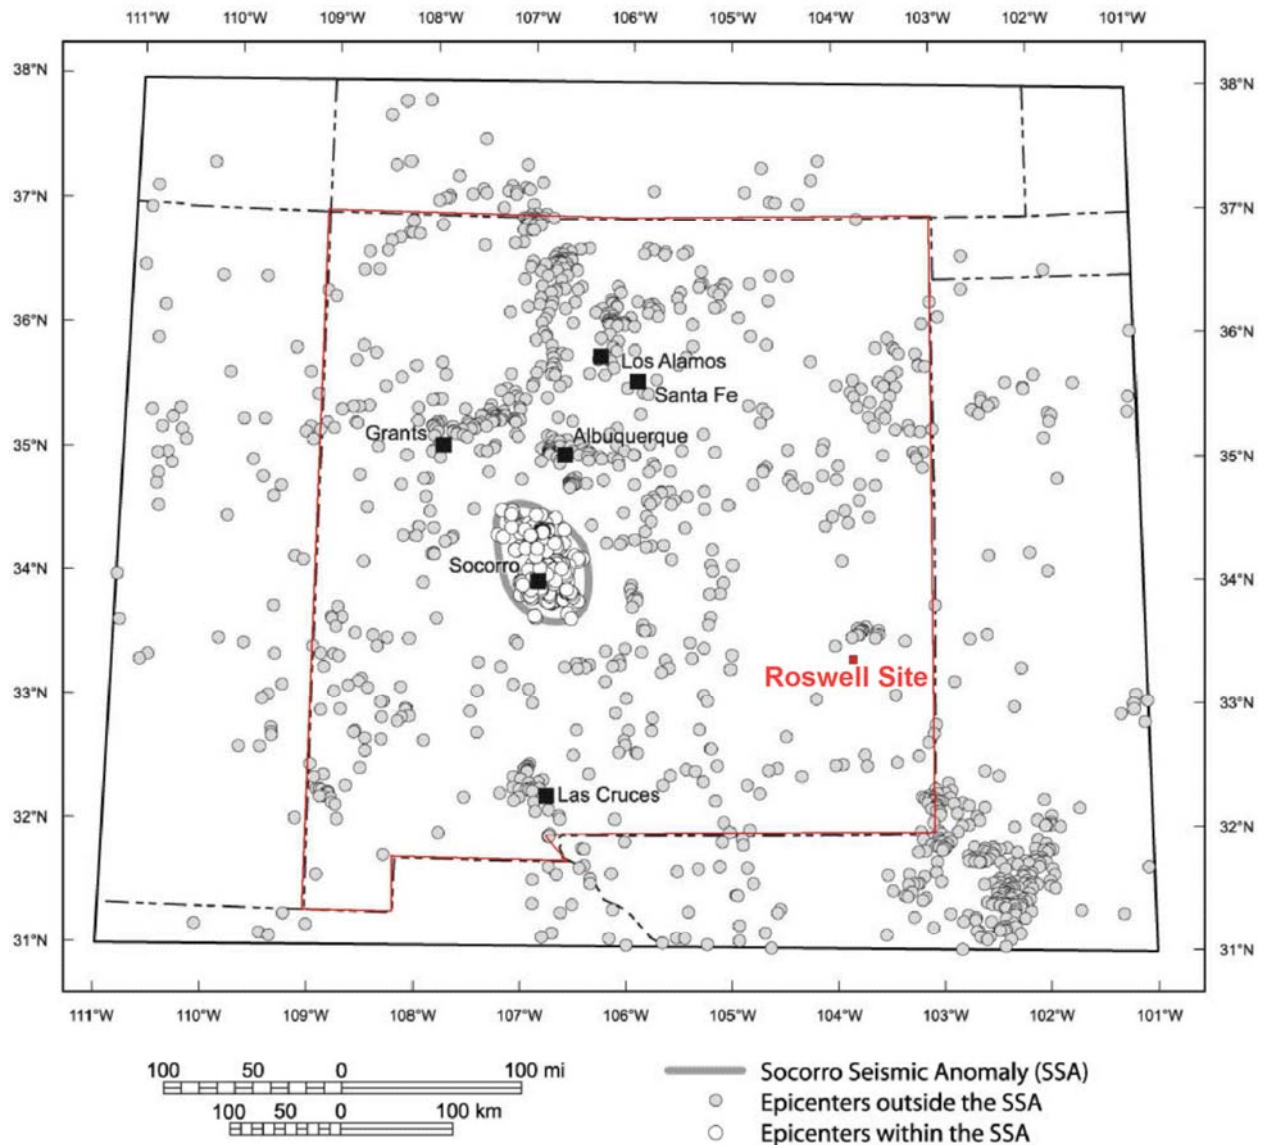 111°W 110°W 109°W 108°W 107°W 106°W 105°W 104°W 103°W 102°W 101°W
38°N 38°N
37°N 37°N
36°N 36°N
Los Alamos
Santa Fe
Grants Albuquerque
35°N 35°N
Socorro
34°N 34°N
Roswell Site
33°N 33°N
Las Cruces
32°N 32°N
31°N 31°N
111°W 110°W 109°W 108°W 107°W 106°W 105°W 104°W 103°W 102°W 101°W
100 50 0 100 mi
100 50 0 100 km
Socorro Seismic Anomaly (SSA)
Epicenters outside the SSA
Epicenters within the SSA